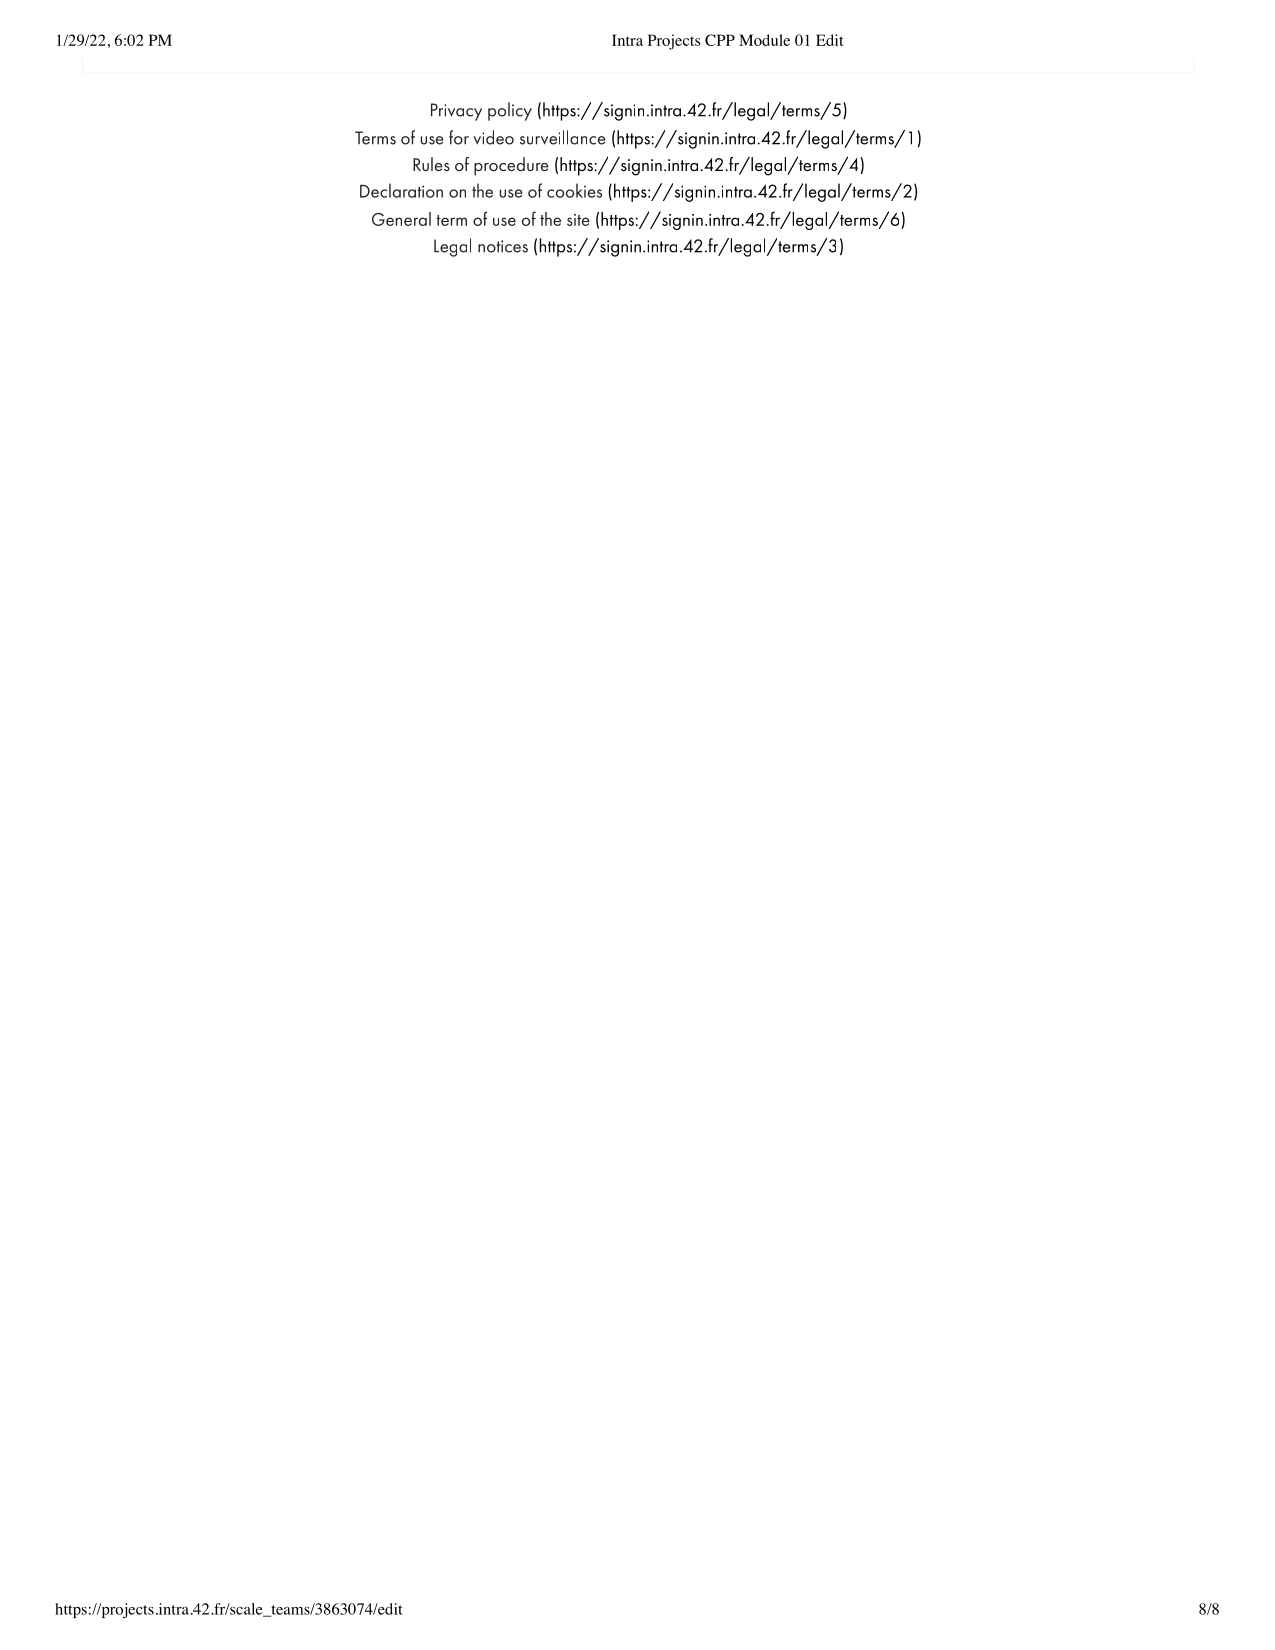 1/29/22, 6:02 PM Intra Projects CPP Module 01 Edit
Privacy policy (https://signin.intra.42.fr/legal/terms/5)
Terms of use for video surveillance (https://signin.intra.42.fr/legal/terms/1)
Rules of procedure (https://signin.intra.42.fr/legal/terms/4)
Declaration on the use of cookies (https://signin.intra.42.fr/legal/terms/2)
General term of use of the site (https://signin.intra.42.fr/legal/terms/6)
Legal notices (https://signin.intra.42.fr/legal/terms/3)
https://projects.intra.42.fr/scale_teams/3863074/edit 8/8